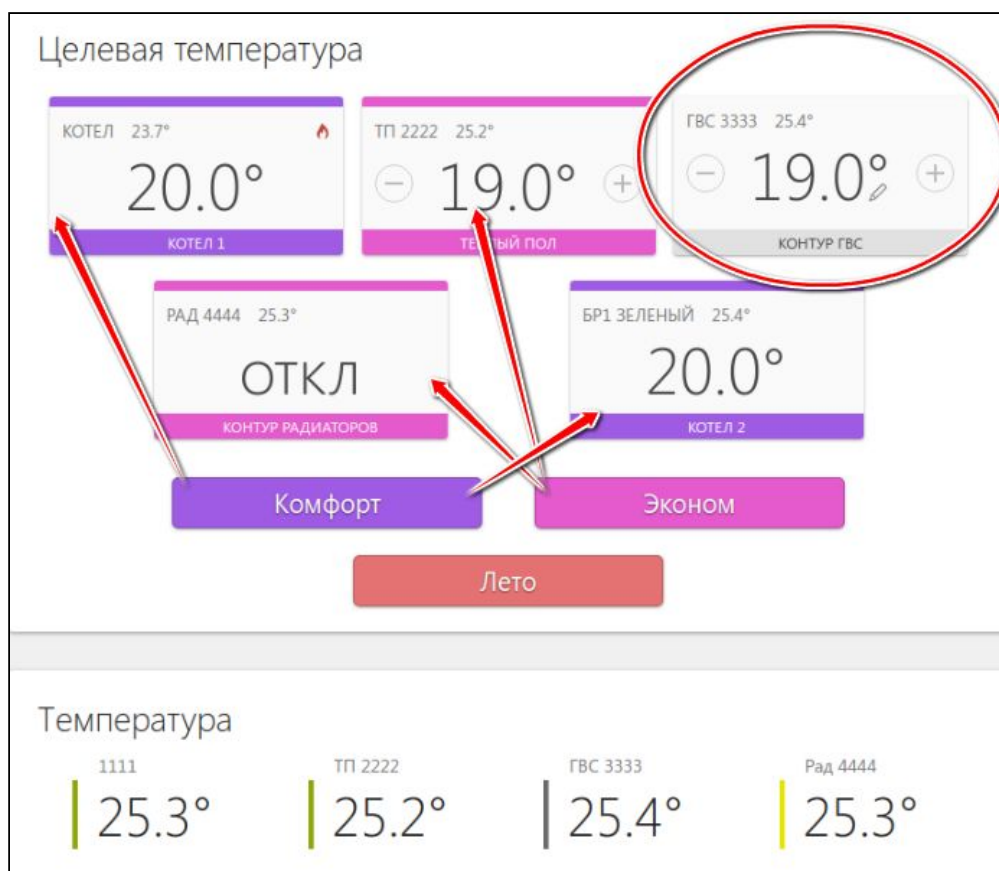 Целевая температура
КОТЕЛ 23.7°
20.0°
КОТЕЛ 1
ТП 2222 25.2°
19.0°
ТЕПЛЫЙ ПОЛ
ГВС 3333 25.4°
19.0°
КОНТУР ГВС
РАД 4444 25.3°
ОТКЛ
КОНТУР РАДИАТОРОВ
БР1 ЗЕЛЕНЫЙ 25.4°
20.0°
КОТЕЛ 2
Комфорт
Эконом
Лето
Температура
1111
25.3°
ТП 2222
25.2°
ГВС 3333
25.4°
Рад 4444
25.3°